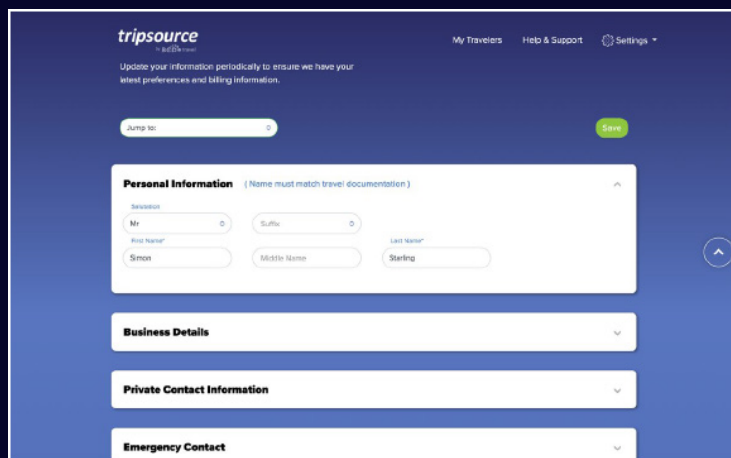 tripsource
My Travelers
Help & Support
Settings
Update your information periodically to ensure we have your
latest preferences and billing information.
Jump to:
Save
Personal Information
( Name must match travel documentation )
Salutation
Mr
Suffix
First Name*
Last Name*
Simon
Middle Name
Starling
Business Details
Private Contact Information
Emergency Contact